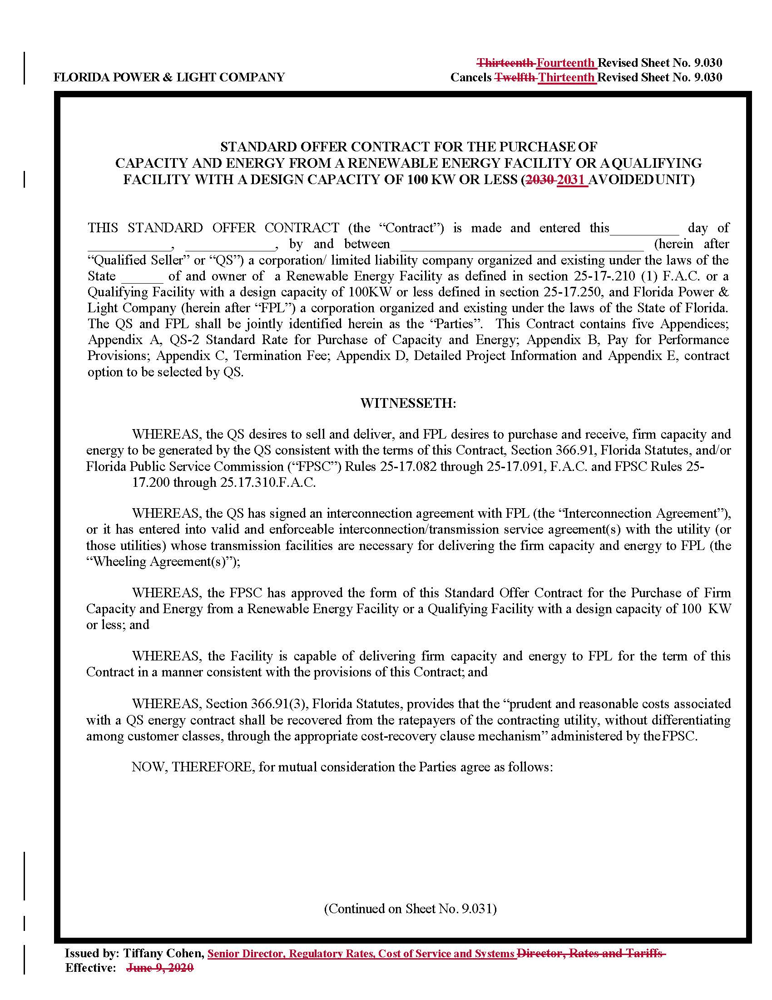 Thirteenth Fourteenth Revised Sheet No. 9.030
FLORIDA POWER & LIGHT COMPANY Cancels Twelfth Thirteenth Revised Sheet No. 9.030
STANDARD OFFER CONTRACT FOR THE PURCHASE OF
CAPACITY AND ENERGY FROM A RENEWABLE ENERGY FACILITY OR A QUALIFYING
FACILITY WITH A DESIGN CAPACITY OF 100 KW OR LESS (2030 2031 AVOIDED UNIT)
THIS STANDARD OFFER CONTRACT (the “Contract”) is made and entered this__________ day of
____________, _____________, by and between ___________________________________ (herein after
“Qualified Seller” or “QS”) a corporation/ limited liability company organized and existing under the laws of the
State ______ of and owner of a Renewable Energy Facility as defined in section 25-17-.210 (1) F.A.C. or a
Qualifying Facility with a design capacity of 100KW or less defined in section 25-17.250, and Florida Power &
Light Company (herein after “FPL”) a corporation organized and existing under the laws of the State of Florida.
The QS and FPL shall be jointly identified herein as the “Parties”. This Contract contains five Appendices;
Appendix A, QS-2 Standard Rate for Purchase of Capacity and Energy; Appendix B, Pay for Performance
Provisions; Appendix C, Termination Fee; Appendix D, Detailed Project Information and Appendix E, contract
option to be selected by QS.
WITNESSETH:
WHEREAS, the QS desires to sell and deliver, and FPL desires to purchase and receive, firm capacity and
energy to be generated by the QS consistent with the terms of this Contract, Section 366.91, Florida Statutes, and/or
Florida Public Service Commission (“FPSC”) Rules 25-17.082 through 25-17.091, F.A.C. and FPSC Rules 25-
17.200 through 25.17.310.F.A.C.
WHEREAS, the QS has signed an interconnection agreement with FPL (the “Interconnection Agreement”),
or it has entered into valid and enforceable interconnection/transmission service agreement(s) with the utility (or
those utilities) whose transmission facilities are necessary for delivering the firm capacity and energy to FPL (the
“Wheeling Agreement(s)”);
WHEREAS, the FPSC has approved the form of this Standard Offer Contract for the Purchase of Firm
Capacity and Energy from a Renewable Energy Facility or a Qualifying Facility with a design capacity of 100 KW
or less; and
WHEREAS, the Facility is capable of delivering firm capacity and energy to FPL for the term of this
Contract in a manner consistent with the provisions of this Contract; and
WHEREAS, Section 366.91(3), Florida Statutes, provides that the “prudent and reasonable costs associated
with a QS energy contract shall be recovered from the ratepayers of the contracting utility, without differentiating
among customer classes, through the appropriate cost-recovery clause mechanism” administered by the FPSC.
NOW, THEREFORE, for mutual consideration the Parties agree as follows:
(Continued on Sheet No. 9.031)
Issued by: Tiffany Cohen, Senior Director, Regulatory Rates, Cost of Service and Systems Director, Rates and Tariffs
Effective: June 9, 2020